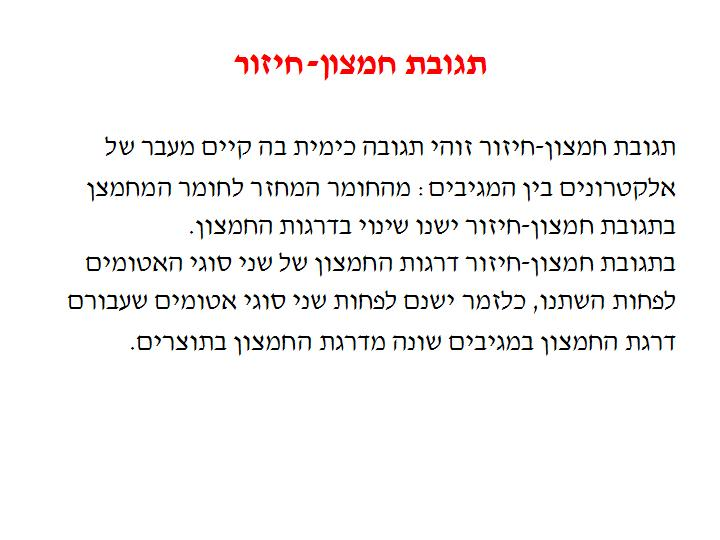 תגובת חמצון-חיזור
תגובת חמצון-חיזור זוהי תגובה כימית בה קיים מעבר של
אלקטרונים בין המגיבים: מהחומר המחזר לחומר המחמצן
בתגובת חמצון-חיזור ישנו שינוי בדרגות החמצון.
בתגובת חמצון-חיזור דרגות החמצון של שני סוגי האטומים
לפחות השתנו, כלומר ישנם לפחות שני סוגי אטומים שעבורם
דרגת החמצון במגיבים שונה מדרגת החמצון בתוצרים.